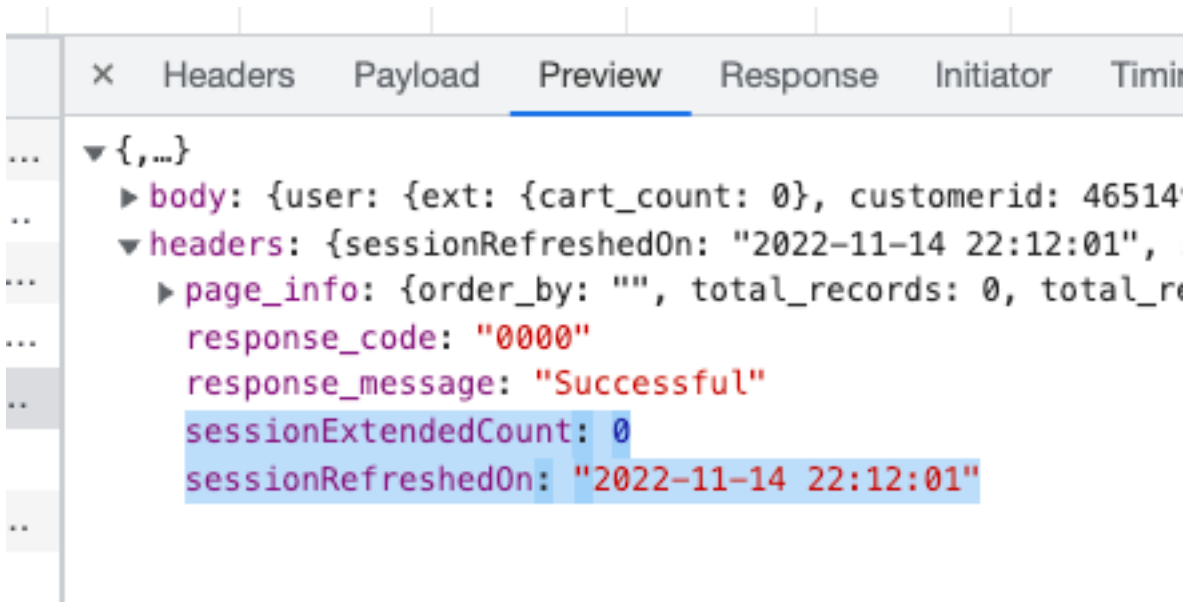 × Headers Payload Preview Response Initiator
{,…}
body: {user: {ext: {cart_count: 0}, customerid: 46514
headers: {sessionRefreshedOn: "2022-11-14 22:12:01",
page_info: {order_by: "", total_records: 0,
response_code: "0000"
response_message: "Successful"
sessionExtendedCount: 0
sessionRefreshedOn: "2022-11-14 22:12:01"